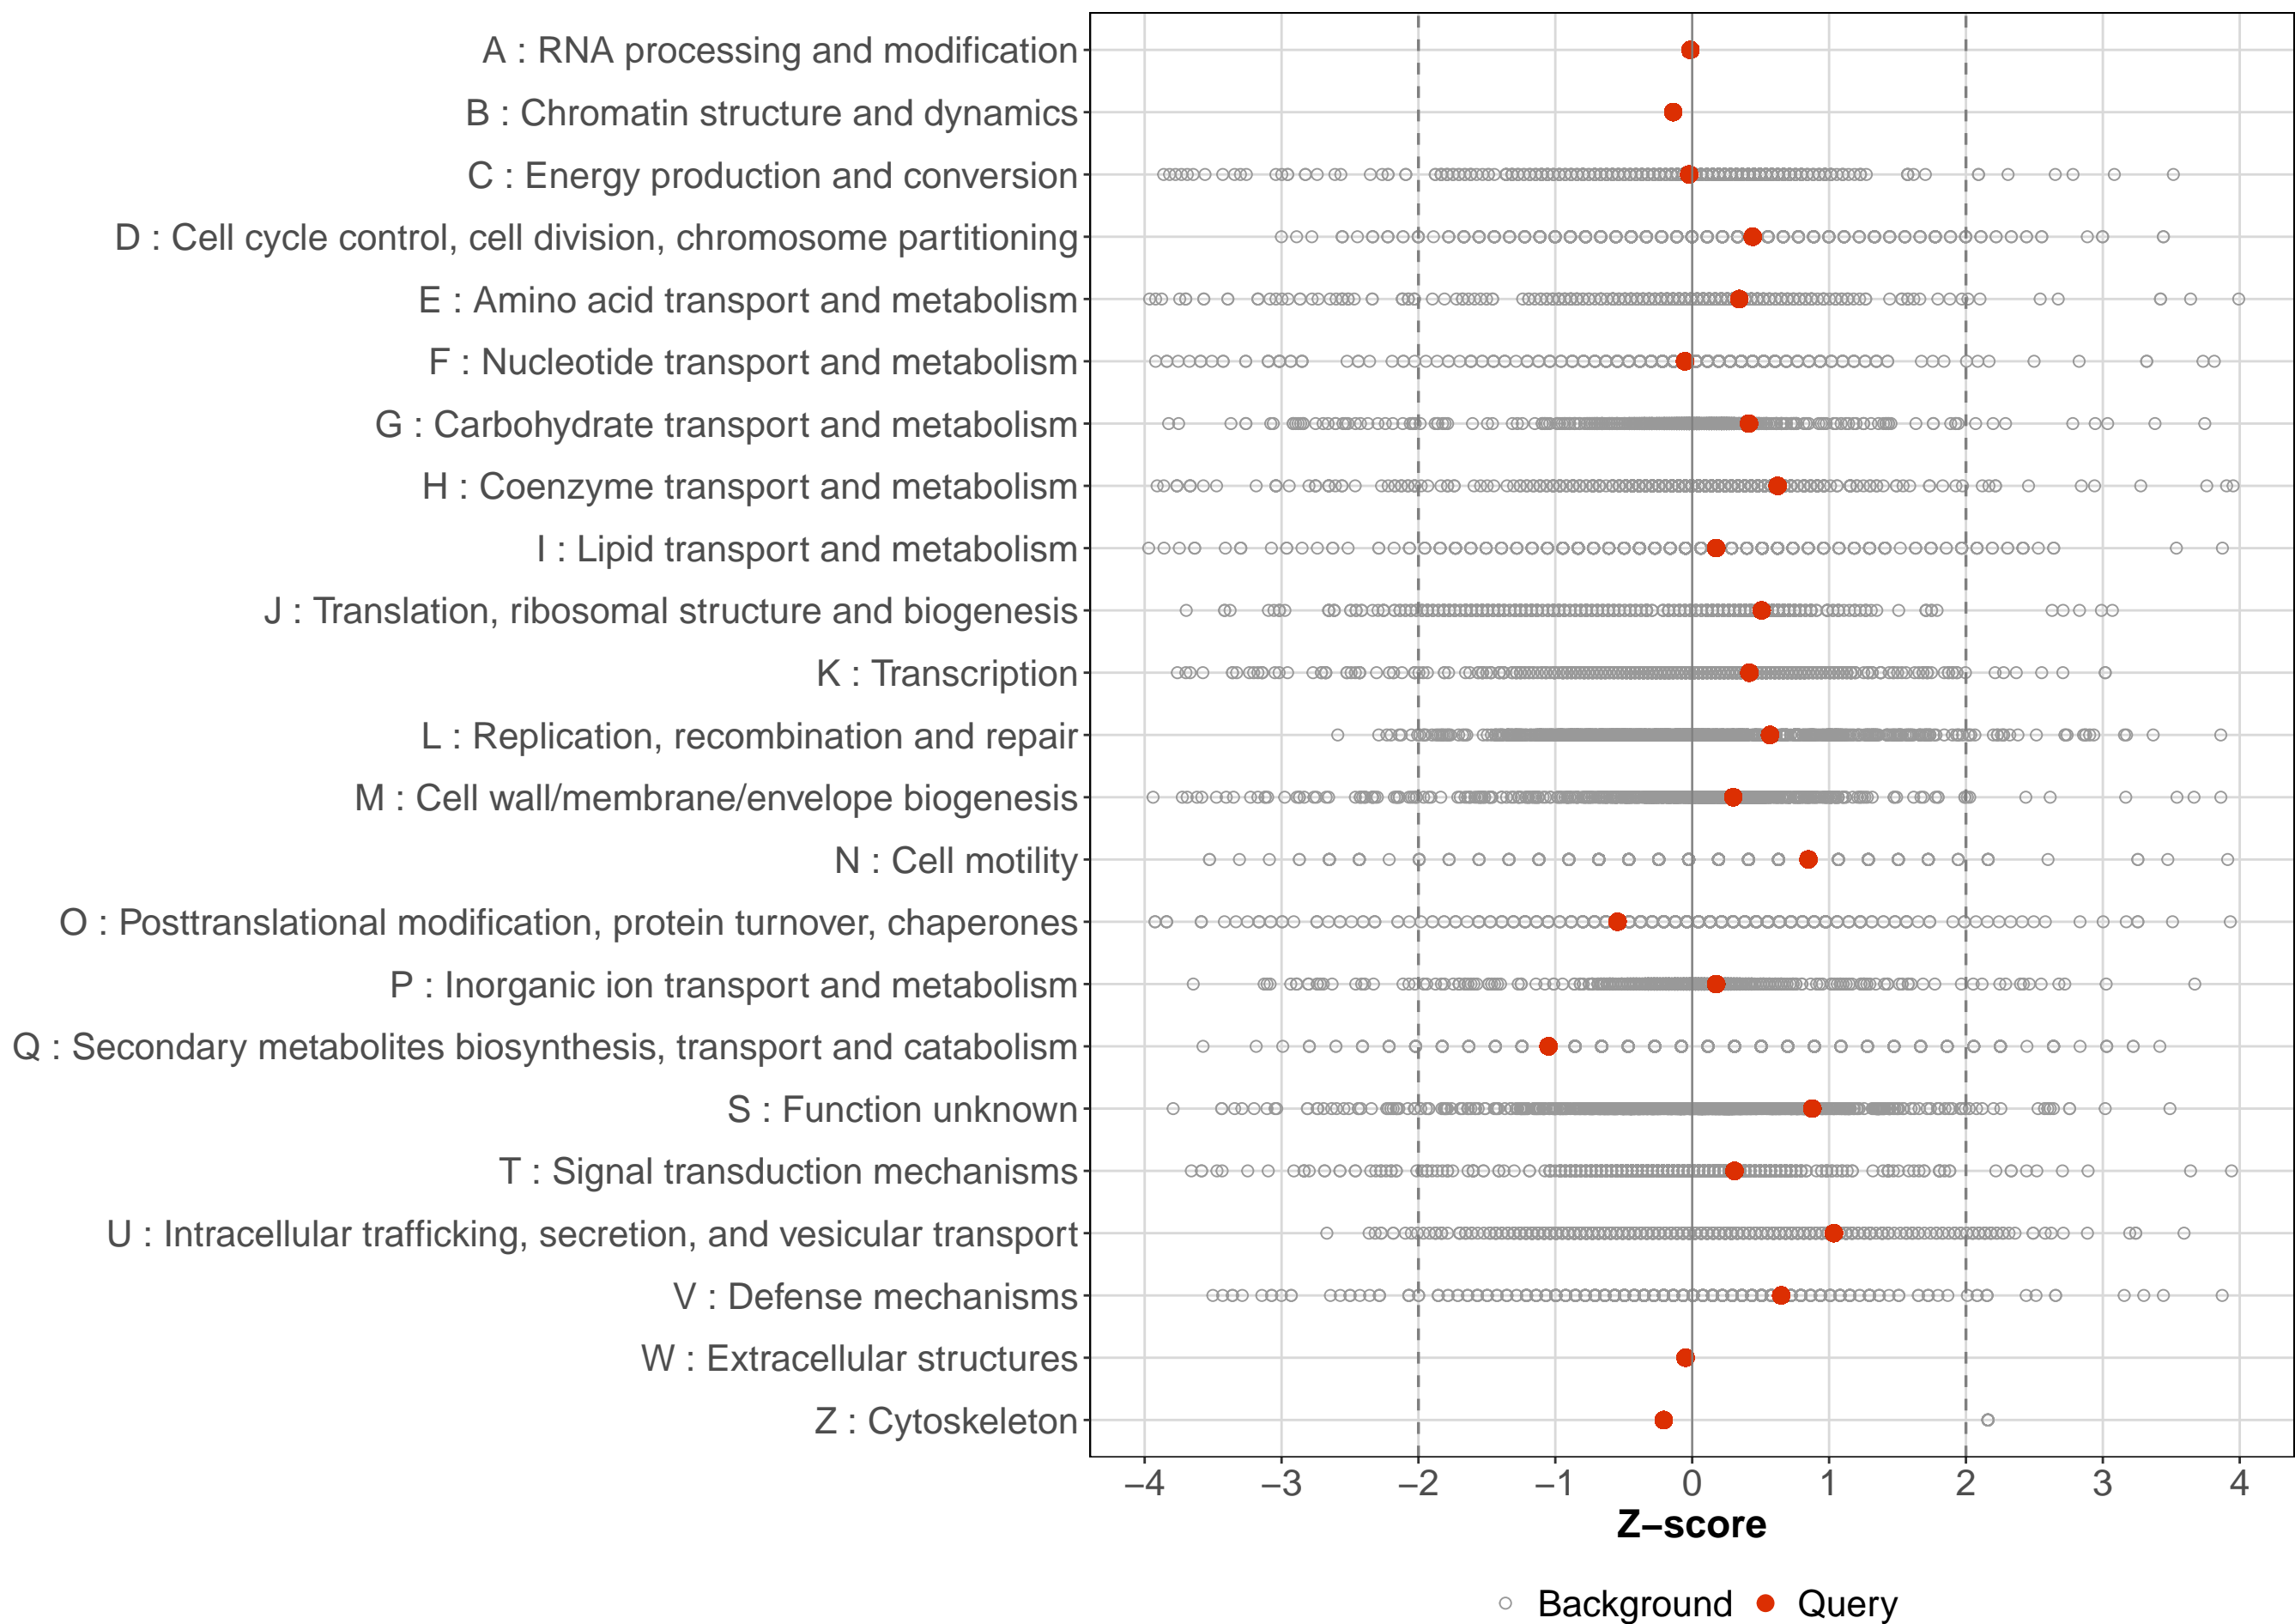 A : RNA processing and modification
B : Chromatin structure and dynamics
C : Energy production and conversion
D : Cell cycle control, cell division, chromosome partitioning
E : Amino acid transport and metabolism
F : Nucleotide transport and metabolism
G : Carbohydrate transport and metabolism
H : Coenzyme transport and metabolism
I : Lipid transport and metabolism
J : Translation, ribosomal structure and biogenesis
K : Transcription
L : Replication, recombination and repair
M : Cell wall/membrane/envelope biogenesis
N : Cell motility
O : Posttranslational modification, protein turnover, chaperones
P : Inorganic ion transport and metabolism
Q : Secondary metabolites biosynthesis, transport and catabolism
S : Function unknown
T : Signal transduction mechanisms
U : Intracellular trafficking, secretion, and vesicular transport
V : Defense mechanisms
W : Extracellular structures
Z : Cytoskeleton
−4 −3 −2 −1 0 1 2 3 4
Z−score
Background Query